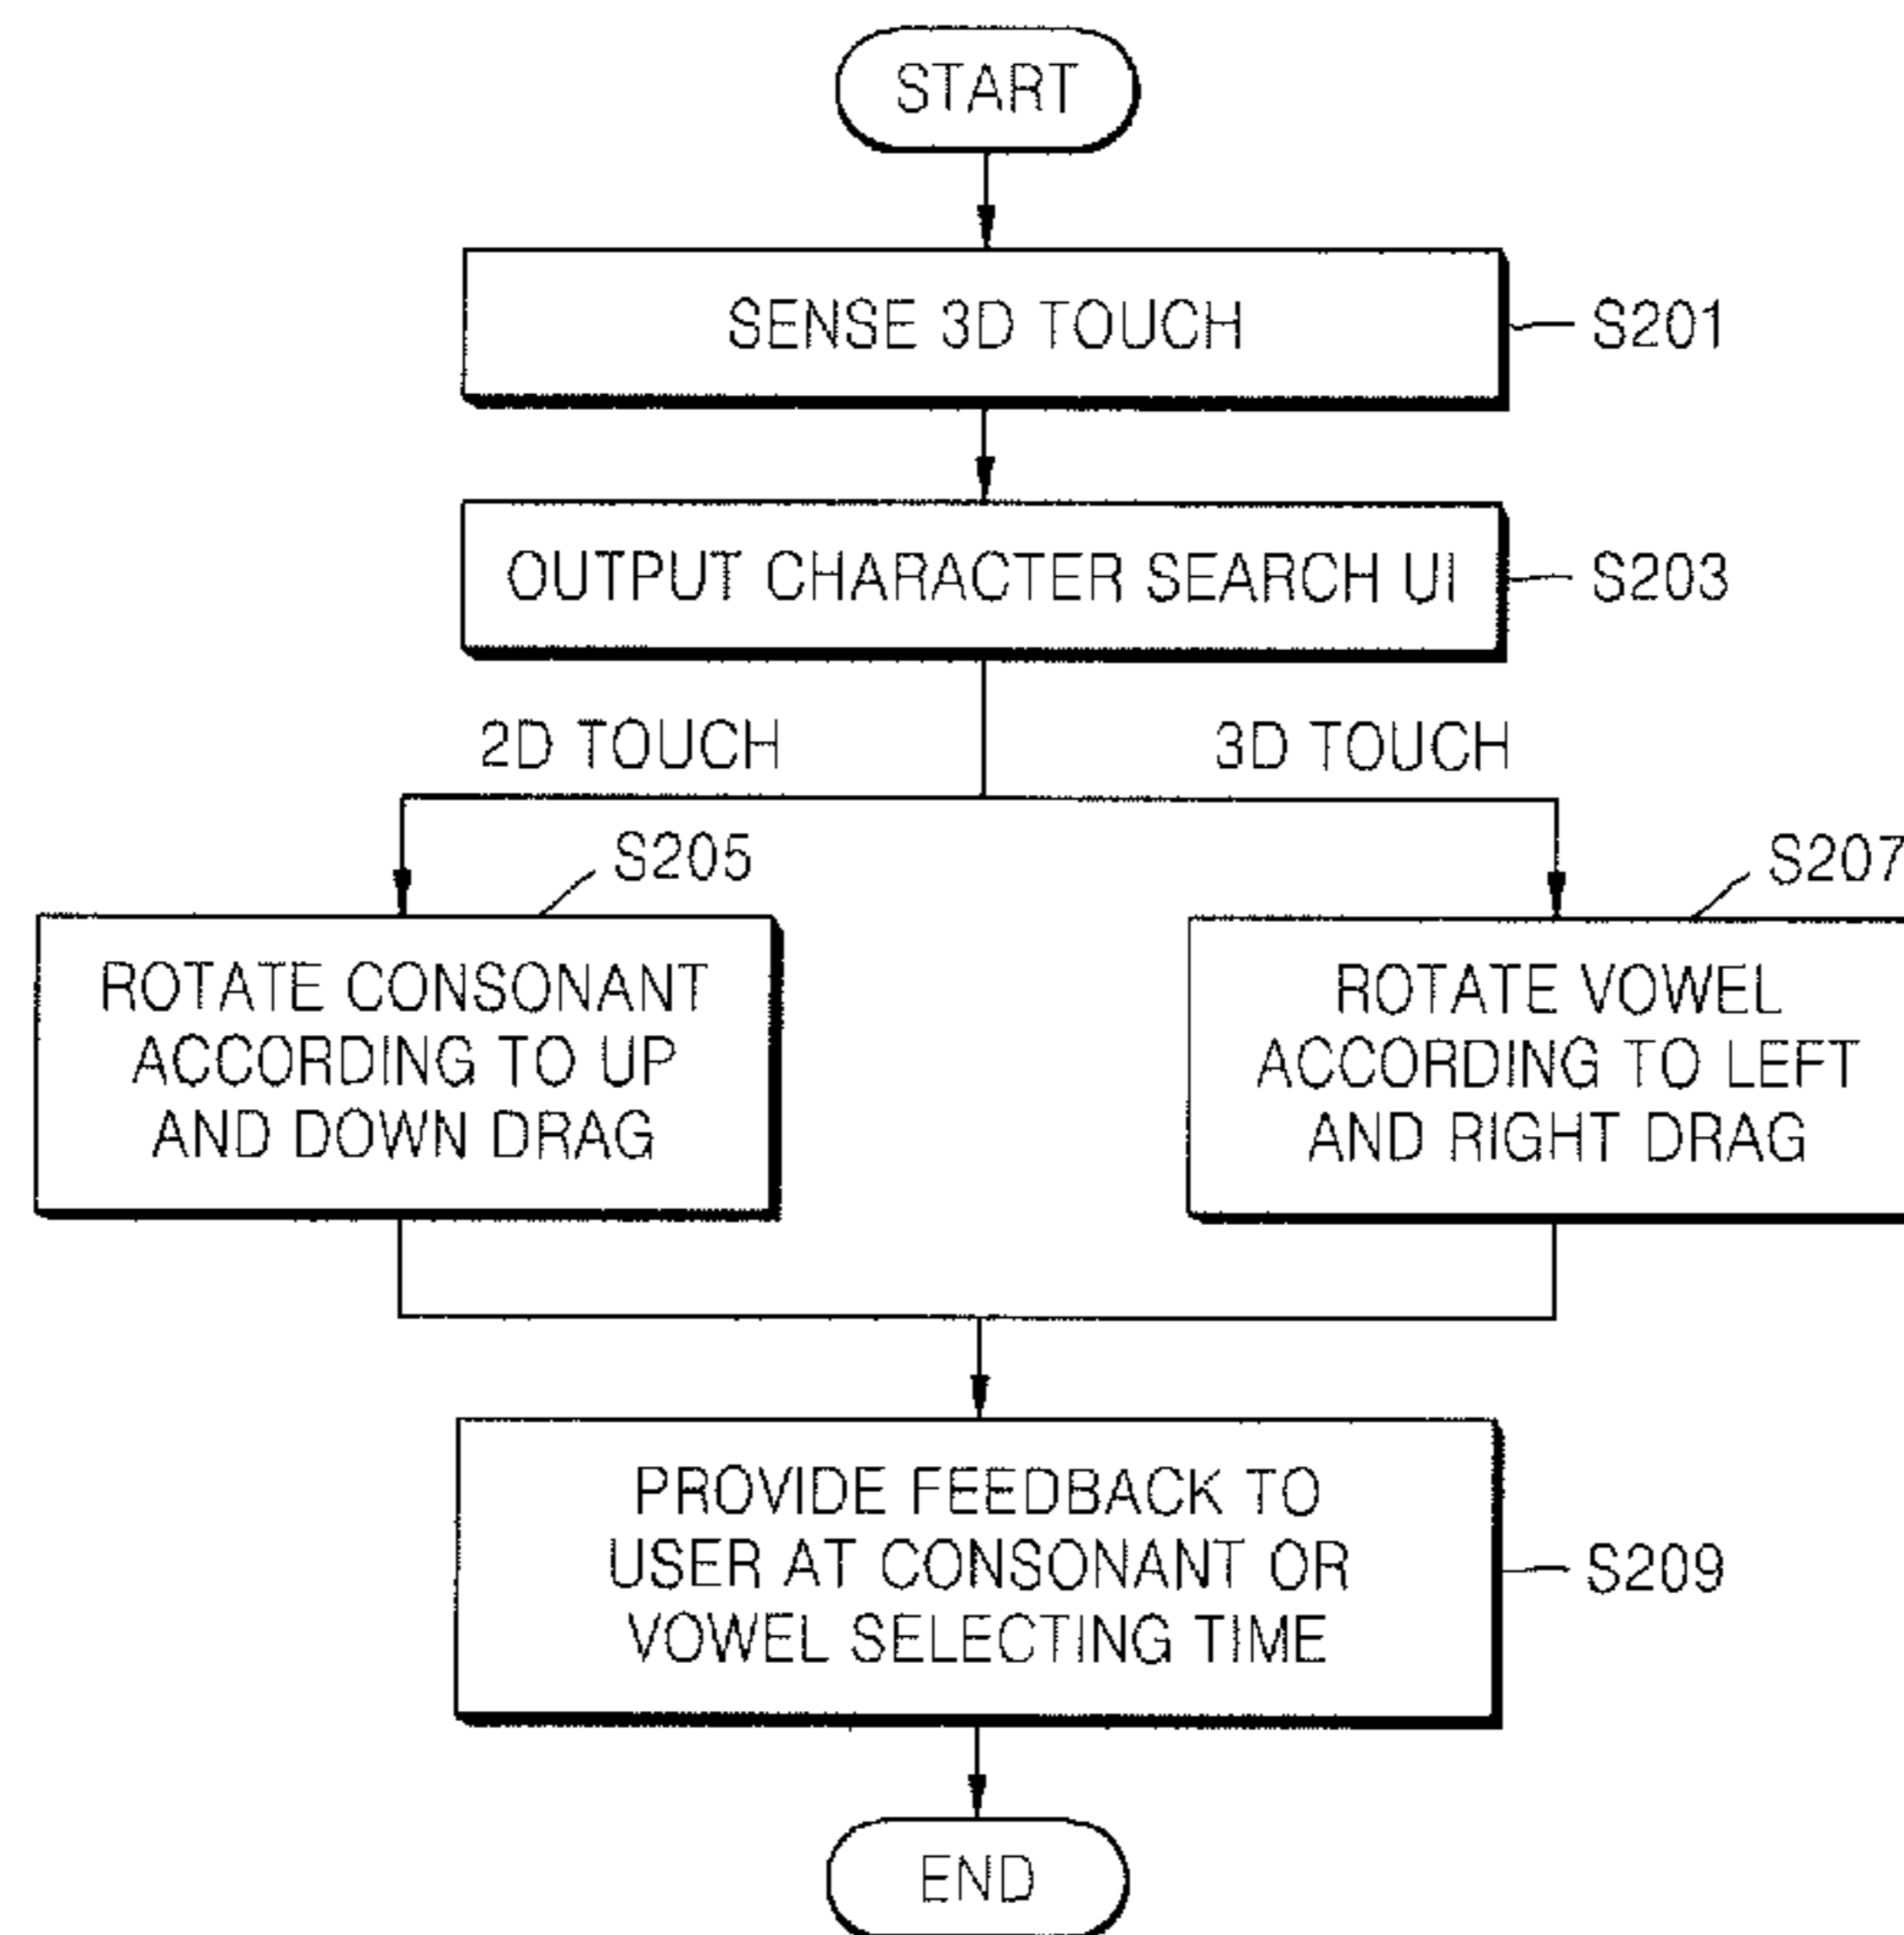 START
SENSE 3D TOUCH
S201
OUTPUT CHARACTER SEARCH UI
S203
2D TOUCH
3D TOUCH
S205
S207
ROTATE CONSONANT
ACCORDING TO UP
AND DOWN DRAG
ROTATE VOWEL
ACCORDING TO LEFT
AND RIGHT DRAG
PROVIDE FEEDBACK TO
USER AT CONSONANT OR
VOWEL SELECTING TIME
S209
END